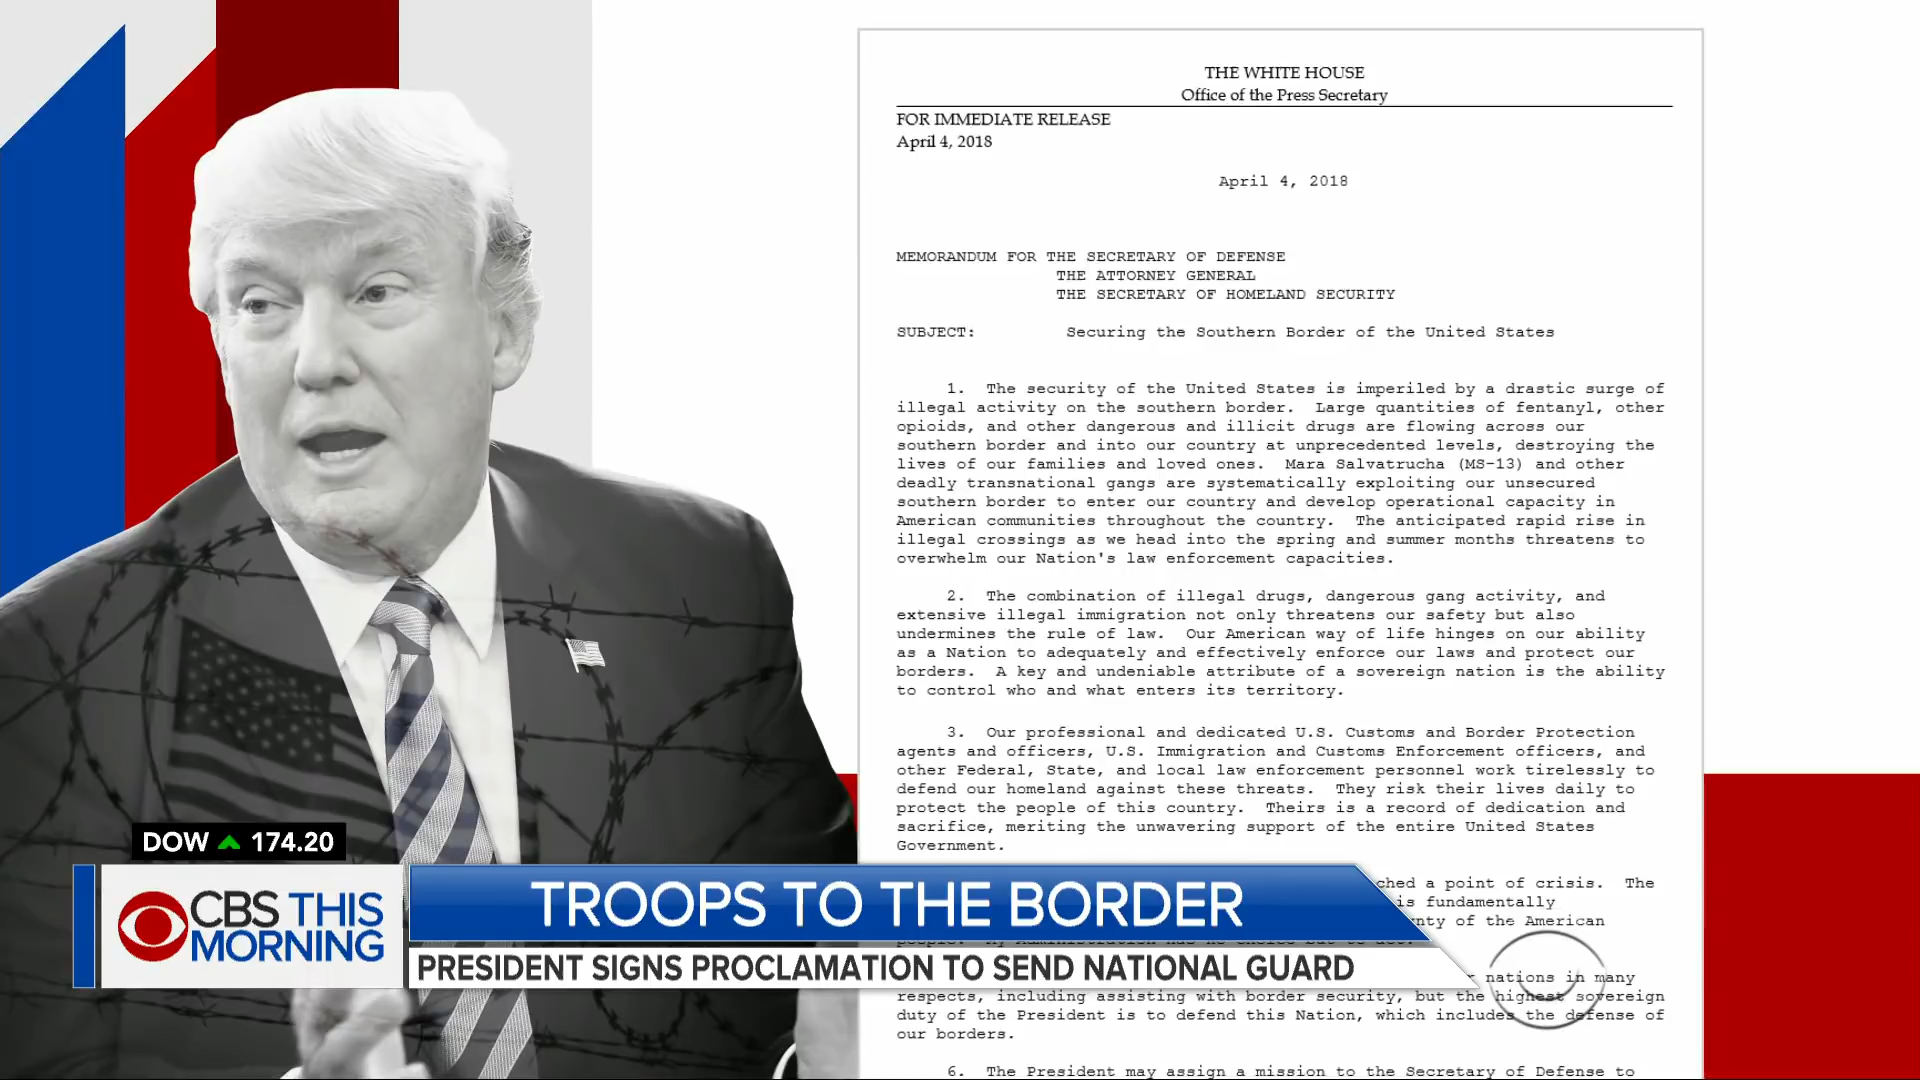 THE WHITE HOUSE
Office of the Press Secretary
FOR IMMEDIATE RELEASE
April 4, 2018
April 4, 2018
MEMORANDUM FOR THE SECRETARY OF DEFENSE
THE ATTORNEY GENERAL
THE SECRETARY OF HOMELAND SECURITY
SUBJECT: Securing the Southern Border of the United States
1. The security of the United States is imperiled by a drastic surge of
illegal activity on the southern border. Large quantities of fentanyl, other
opioids, and other dangerous and illicit drugs are flowing across our
southern border and into our country at unprecedented levels, destroying the
lives of our families and loved ones. Mara Salvatrucha (MS-13) and other
deadly transnational gangs are systematically exploiting our unsecured
southern border to enter our country and develop operational capacity in
American communities throughout the country. The anticipated rapid rise in
illegal crossings as we head into the spring and summer months threatens to
overwhelm our Nation's law enforcement capacities.
2. The combination of illegal drugs, dangerous gang activity, and
extensive illegal immigration not only threatens our safety but also
undermines the rule of law. Our American way of life hinges on our ability
as a Nation to adequately and effectively enforce our laws and protect our
borders. A key and undeniable attribute of a sovereign nation is the ability
to control who and what enters its territory.
3. Our professional and dedicated U.S. Customs and Border Protection
agents and officers, U.S. Immigration and Customs Enforcement officers, and
other Federal, State, and local law enforcement personnel work tirelessly to
defend our homeland against these threats. They risk their lives daily to
protect the people of this country. Theirs is a record of dedication and
sacrifice, meriting the unwavering support of the entire United States
Government.
a point of crisis. The
is fundamentally
of the American
nations in many
respects, including assisting with border security, but the highest sovereign
duty of the President is to defend this Nation, which includes the defense of
our borders.
6. The President may assign a mission to the Secretary of Defense to
DOW 174.20
CBS THIS
MORNING
TROOPS TO THE BORDER
PRESIDENT SIGNS PROCLAMATION TO SEND NATIONAL GUARD